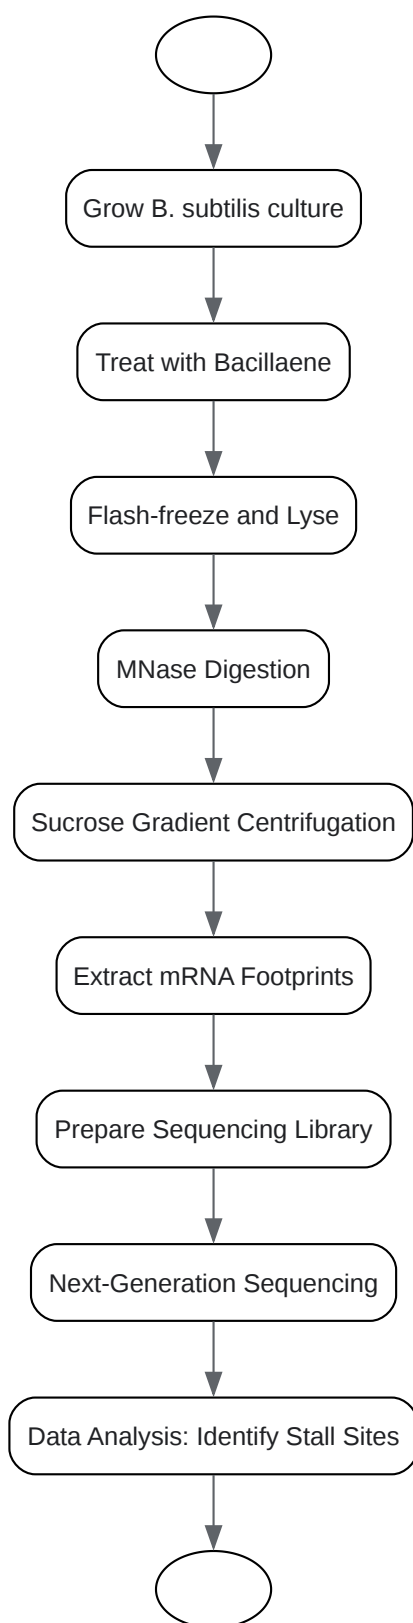 Grow B. subtilis culture
Treat with Bacillaene
Flash-freeze and Lyse
MNase Digestion
Sucrose Gradient Centrifugation
Extract mRNA Footprints
Prepare Sequencing Library
Next-Generation Sequencing
Data Analysis: Identify Stall Sites